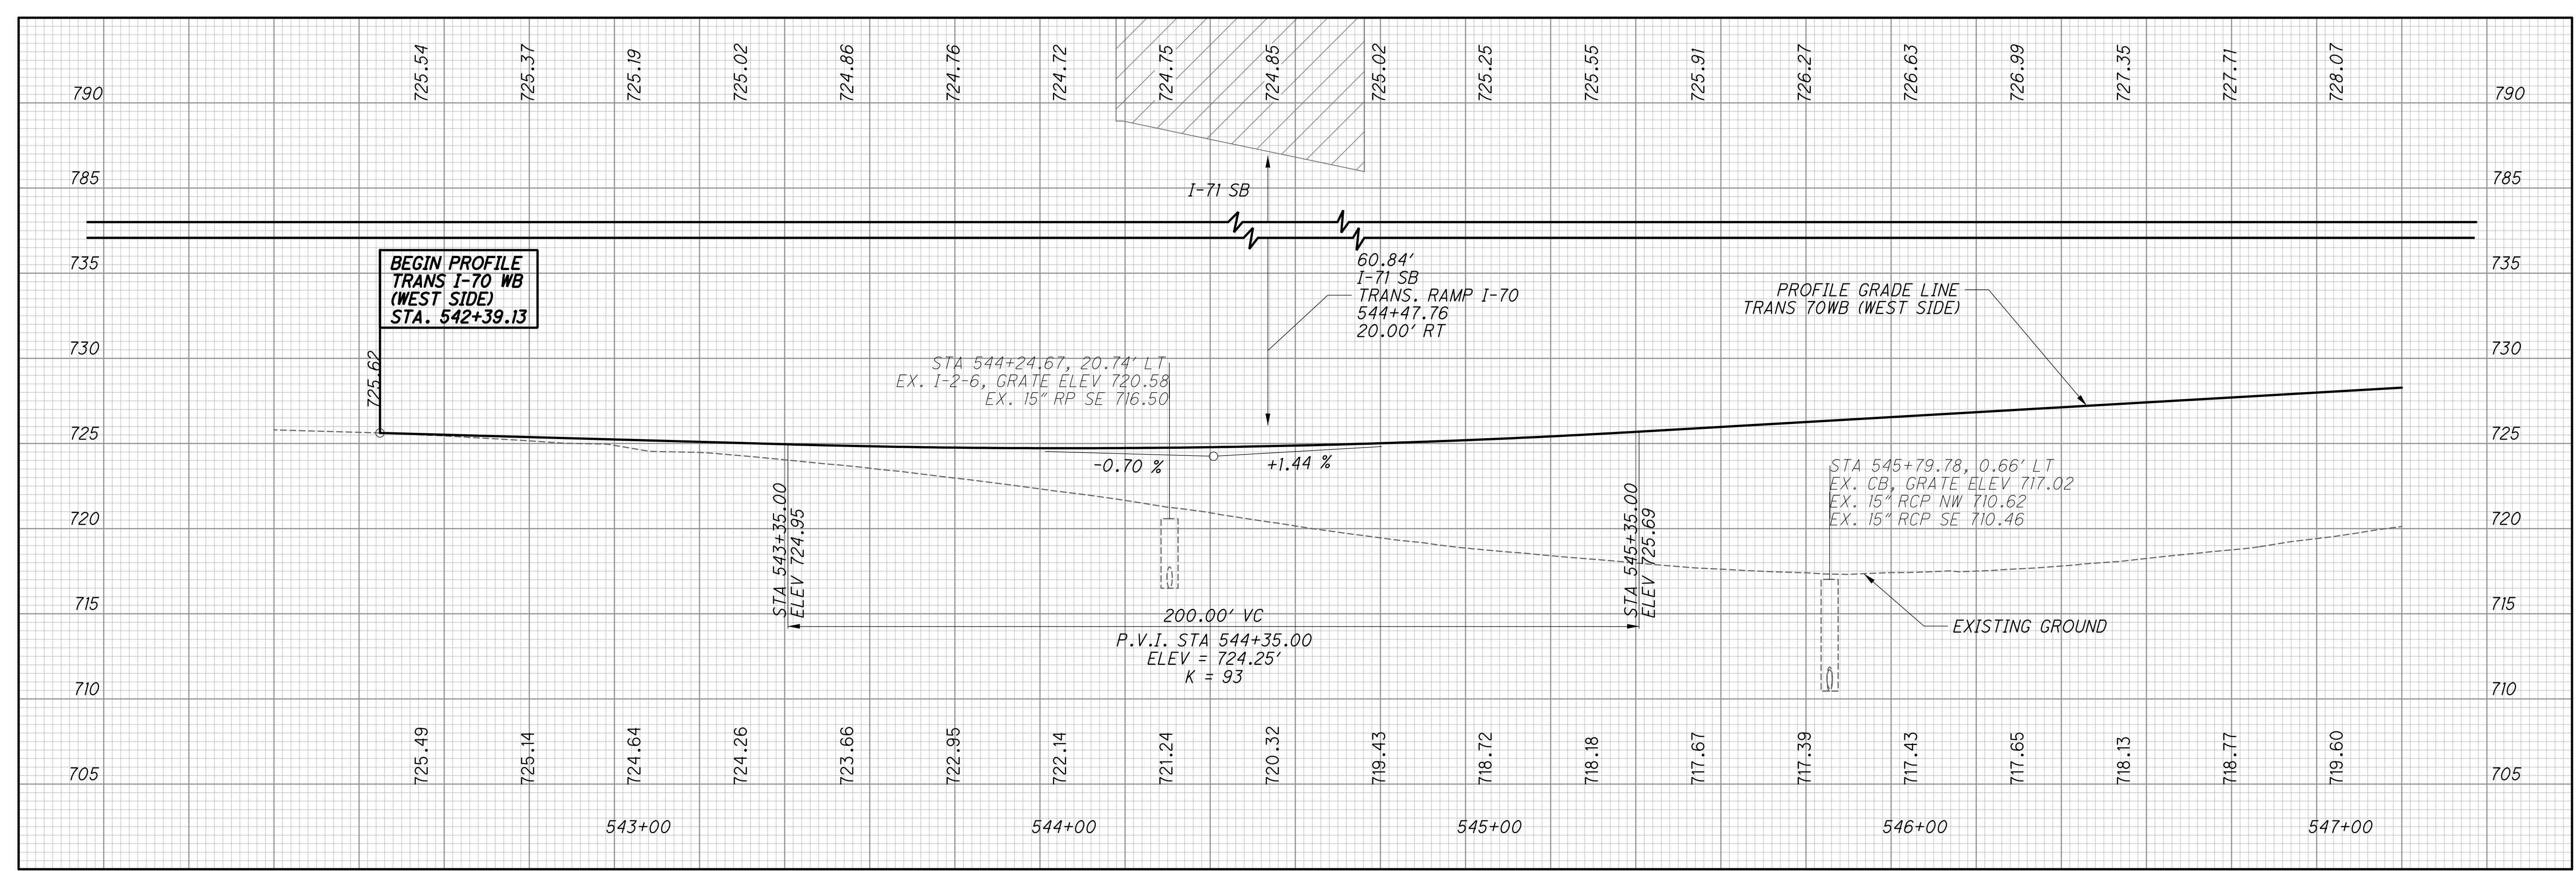 725.54 725.37 725.19 725.02 724.86 724.76 724.72 724.75 724.85 725.02 725.25 725.55 725.91 726.27 726.63 726.99 727.35 727.71 728.07
790 790
785 785
I-71 SB
735 735
BEGIN PROFILE
TRANS I-70 WB
(WEST SIDE)
STA. 542+39.13
60.84'
I-71 SB
TRANS. RAMP I-70
544+47.76
20.00' RT
PROFILE GRADE LINE
TRANS 70WB (WEST SIDE)
730 730
725.62
STA 544+24.67, 20.74' LT
EX. I-2-6, GRATE ELEV 720.58
EX. 15" RP SE 716.50
725 725
-0.70 % +1.44 %
STA 545+79.78, 0.66' LT
EX. CB, GRATE ELEV 717.02
EX. 15" RCP NW 710.62
EX. 15" RCP SE 710.46
720 720
STA 543+35.00
ELEV 724.95
STA 545+35.00
ELEV 725.69
715 715
200.00' VC
P.V.I. STA 544+35.00
ELEV = 724.25'
K = 93
EXISTING GROUND
710 710
725.49 725.14 724.64 724.26 723.66 722.95 722.14 721.24 720.32 719.43 718.72 718.18 717.67 717.39 717.43 717.65 718.13 718.77 719.60
705 705
543+00 544+00 545+00 546+00 547+00